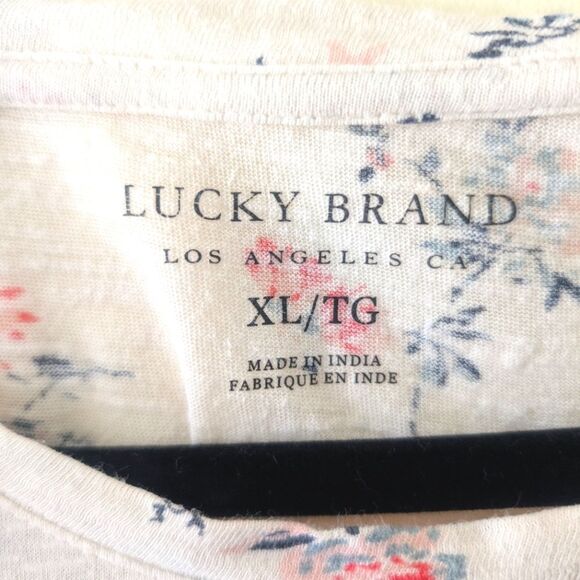 LUCKY BRAND
LOS ANGELES CA
XL/TG
MADE IN INDIA
FABRIQUE EN INDE